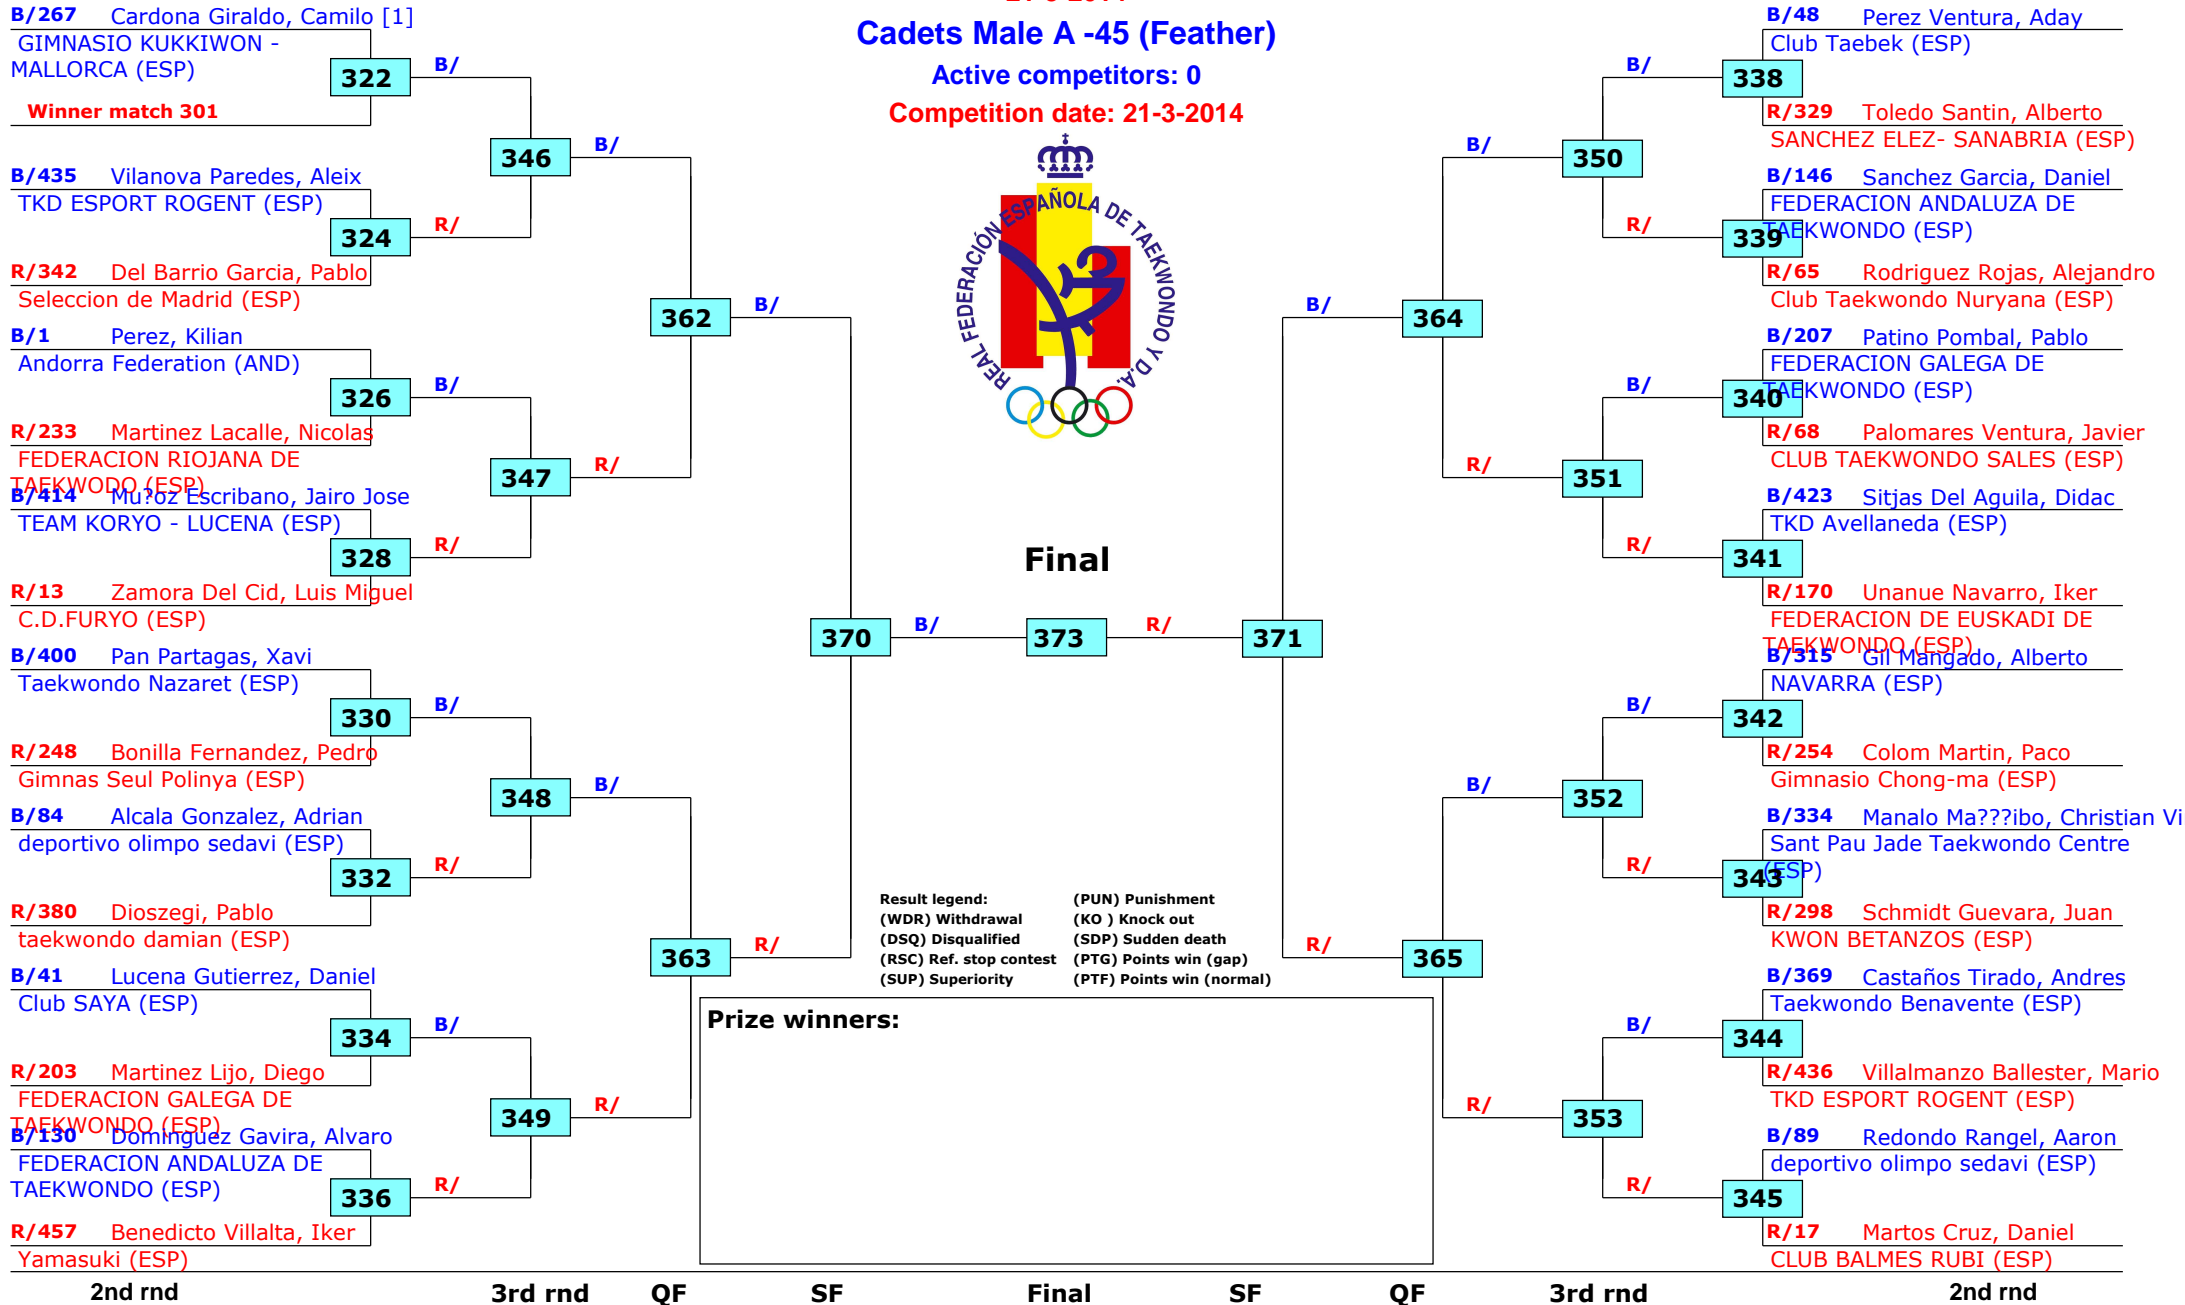 Cadets Male A -45 (Feather)
Active competitors: 0
Competition date: 21-3-2014
REAL FEDERACIÓN ESPAÑOLA DE TAEKWONDO Y D.A.
B/267 Cardona Giraldo, Camilo [1]
GIMNASIO KUKKIWON -
MALLORCA (ESP)
322
B/
Winner match 301
346
B/
B/435 Vilanova Paredes, Aleix
TKD ESPORT ROGENT (ESP)
324
R/
R/342 Del Barrio Garcia, Pablo
Seleccion de Madrid (ESP)
362
B/
B/1 Perez, Kilian
Andorra Federation (AND)
326
B/
R/233 Martinez Lacalle, Nicolas
FEDERACION RIOJANA DE
TAEKWODO (ESP)
347
R/
B/414 Mu?oz Escribano, Jairo Jose
TEAM KORYO - LUCENA (ESP)
328
R/
R/13 Zamora Del Cid, Luis Miguel
C.D.FURYO (ESP)
370
B/
B/400 Pan Partagas, Xavi
Taekwondo Nazaret (ESP)
330
B/
R/248 Bonilla Fernandez, Pedro
Gimnas Seul Polinya (ESP)
348
B/
B/84 Alcala Gonzalez, Adrian
deportivo olimpo sedavi (ESP)
332
R/
R/380 Dioszegi, Pablo
taekwondo damian (ESP)
363
R/
B/41 Lucena Gutierrez, Daniel
Club SAYA (ESP)
334
B/
R/203 Martinez Lijo, Diego
FEDERACION GALEGA DE
TAEKWONDO (ESP)
349
R/
B/130 Dominguez Gavira, Alvaro
FEDERACION ANDALUZA DE
TAEKWONDO (ESP)
336
R/
R/457 Benedicto Villalta, Iker
Yamasuki (ESP)
Final
373
R/
371
B/48 Perez Ventura, Aday
Club Taebek (ESP)
B/
338
R/329 Toledo Santin, Alberto
SANCHEZ ELEZ- SANABRIA (ESP)
B/
350
B/146 Sanchez Garcia, Daniel
FEDERACION ANDALUZA DE
TAEKWONDO (ESP)
R/
339
R/65 Rodriguez Rojas, Alejandro
Club Taekwondo Nuryana (ESP)
B/
364
B/207 Patino Pombal, Pablo
FEDERACION GALEGA DE
TAEKWONDO (ESP)
B/
340
R/68 Palomares Ventura, Javier
CLUB TAEKWONDO SALES (ESP)
R/
351
B/423 Sitjas Del Aguila, Didac
TKD Avellaneda (ESP)
R/
341
R/170 Unanue Navarro, Iker
FEDERACION DE EUSKADI DE
TAEKWONDO (ESP)
B/315 Gil Mangado, Alberto
NAVARRA (ESP)
B/
342
R/254 Colom Martin, Paco
Gimnasio Chong-ma (ESP)
B/
352
B/334 Manalo Ma???ibo, Christian Vi
Sant Pau Jade Taekwondo Centre
(ESP)
R/
343
R/298 Schmidt Guevara, Juan
KWON BETANZOS (ESP)
R/
365
B/369 Castaños Tirado, Andres
Taekwondo Benavente (ESP)
B/
344
R/436 Villalmanzo Ballester, Mario
TKD ESPORT ROGENT (ESP)
R/
353
B/89 Redondo Rangel, Aaron
deportivo olimpo sedavi (ESP)
R/
345
R/17 Martos Cruz, Daniel
CLUB BALMES RUBI (ESP)
Result legend: (PUN) Punishment
(WDR) Withdrawal (KO ) Knock out
(DSQ) Disqualified (SDP) Sudden death
(RSC) Ref. stop contest (PTG) Points win (gap)
(SUP) Superiority (PTF) Points win (normal)
Prize winners:
2nd rnd 3rd rnd QF SF Final SF QF 3rd rnd 2nd rnd